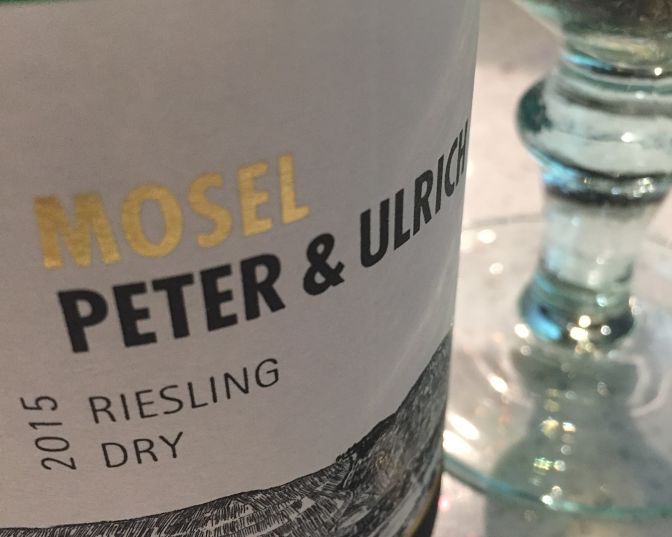 MOSEL
PETER & ULRICH
2015
RIESLING
DRY